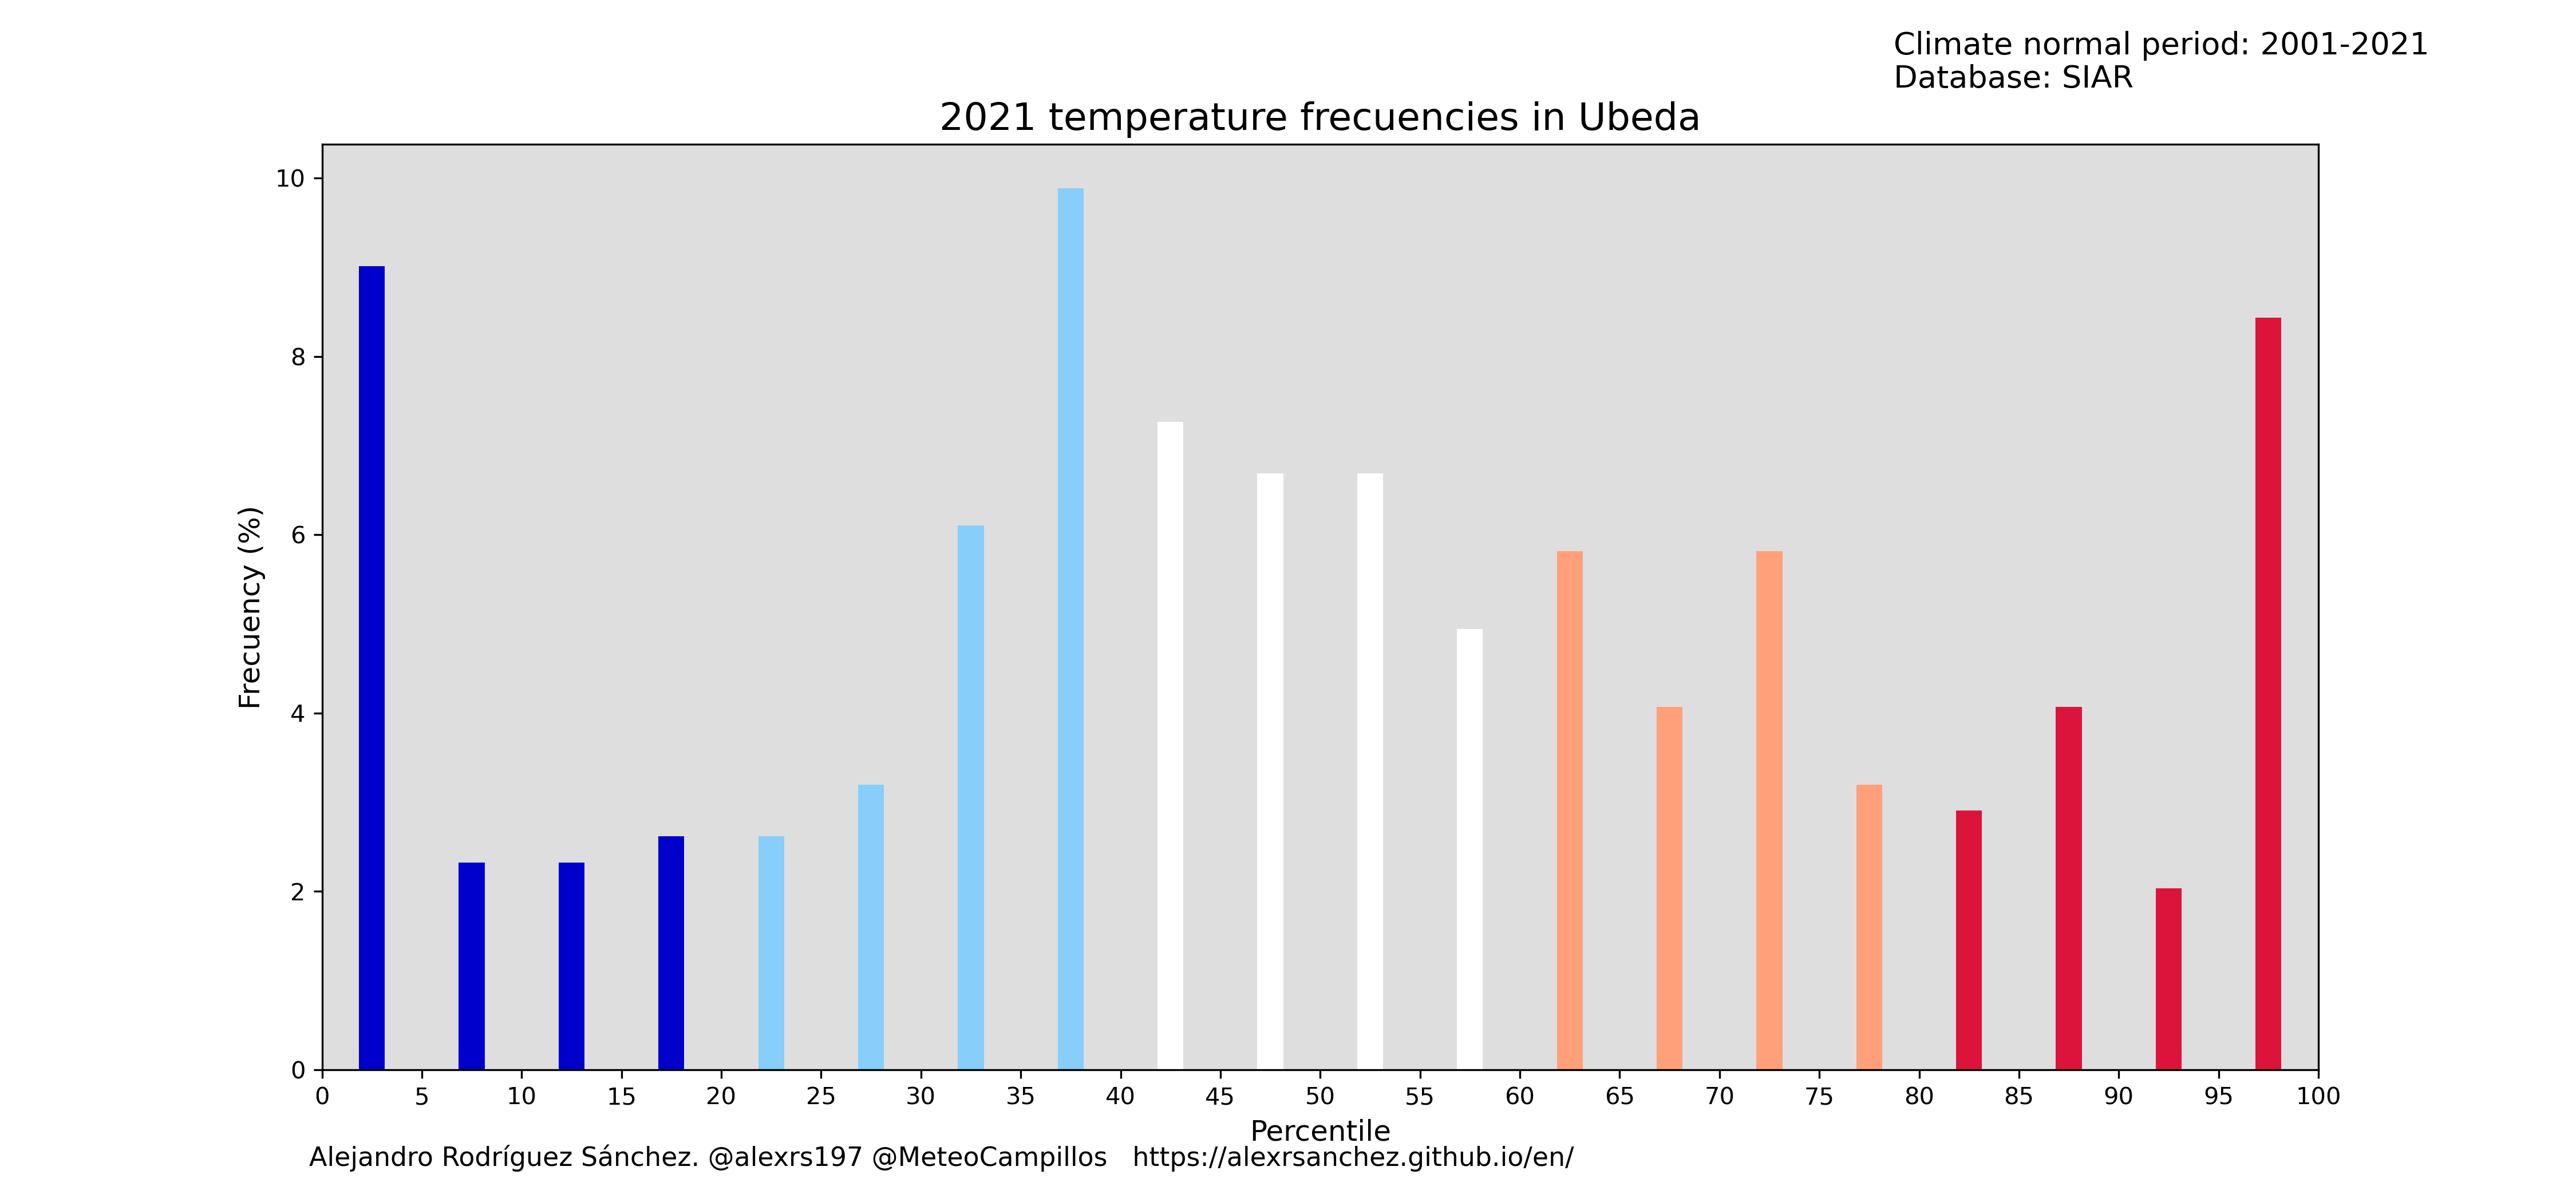 Climate normal period: 2001-2021
Database: SIAR
2021 temperature frecuencies in Ubeda
10
8
6
4
2
0
Frecuency (%)
0 5 10 15 20 25 30 35 40 45 50 55 60 65 70 75 80 85 90 95 100
Percentile
Alejandro Rodríguez Sánchez. @alexrs197 @MeteoCampillos https://alexrsanchez.github.io/en/